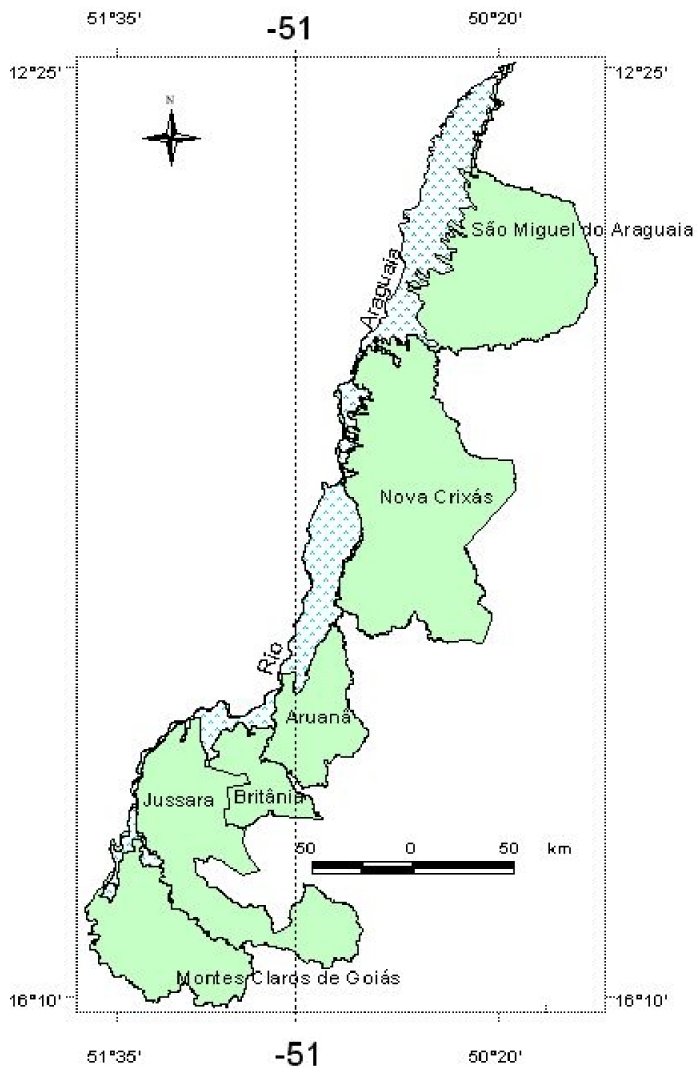 51°35'
-51
50°20'
12°25'
12°25'
N
São Miguel do Araguaia
Araguaia
Nova Crixás
Rio
Aruanã
Jussara
Britânia
50 0 50 km
Montes Claros de Goiás
16°10'
16°10'
51°35'
-51
50°20'